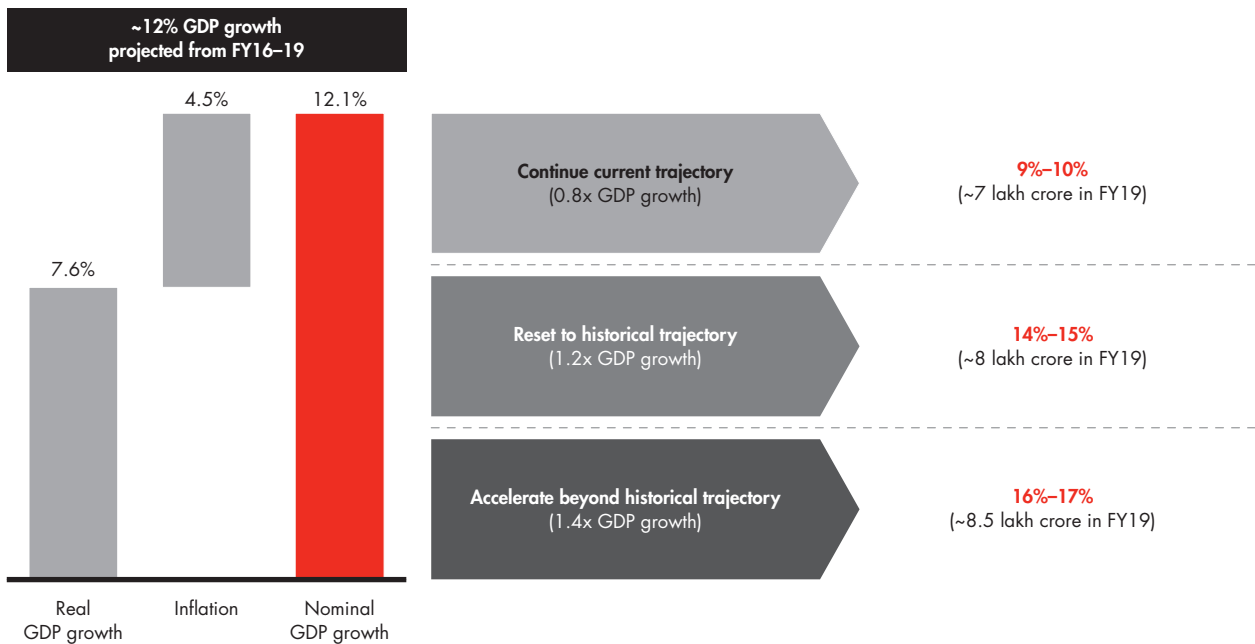 ~12% GDP growth
projected from FY16–19
4.5%
12.1%
7.6%
Real
GDP growth
Inflation
Nominal
GDP growth
Continue current trajectory
(0.8x GDP growth)
9%–10%
(~7 lakh crore in FY19)
Reset to historical trajectory
(1.2x GDP growth)
14%–15%
(~8 lakh crore in FY19)
Accelerate beyond historical trajectory
(1.4x GDP growth)
16%–17%
(~8.5 lakh crore in FY19)